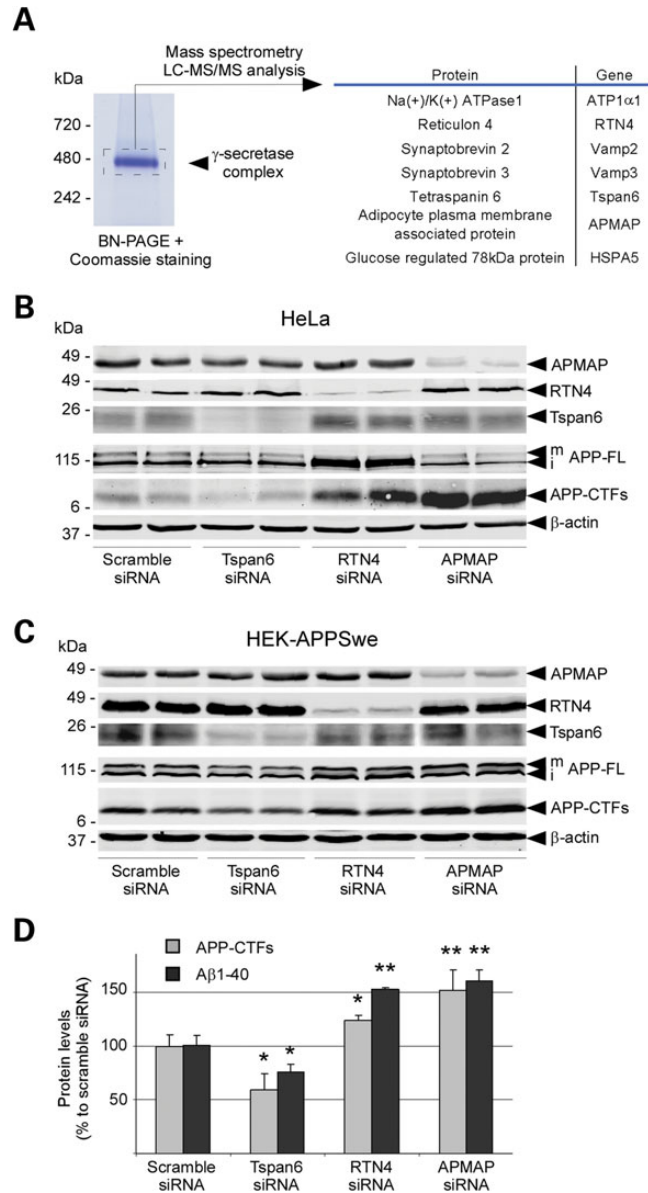 A
Mass spectrometry
LC-MS/MS analysis
kDa
720 -
480 -
242 -
γ-secretase
complex
BN-PAGE +
Coomassie staining
Protein Gene
Na(+)/K(+) ATPase1 ATP1α1
Reticulon 4 RTN4
Synaptobrevin 2 Vamp2
Synaptobrevin 3 Vamp3
Tetraspanin 6 Tspan6
Adipocyte plasma membrane
associated protein APMAP
Glucose regulated 78kDa protein HSPA5
B
HeLa
kDa
49 - APMAP
49 - RTN4
26 - Tspan6
115 - m i APP-FL
6 - APP-CTFs
37 - β-actin
Scramble siRNA
Tspan6 siRNA
RTN4 siRNA
APMAP siRNA
C
HEK-APPSwe
kDa
49 - APMAP
49 - RTN4
26 - Tspan6
115 - m i APP-FL
6 - APP-CTFs
37 - β-actin
Scramble siRNA
Tspan6 siRNA
RTN4 siRNA
APMAP siRNA
D
APP-CTFs
Aβ1-40
Protein levels
(% to scramble siRNA)
150
100
50
* * * ** ** **
Scramble siRNA
Tspan6 siRNA
RTN4 siRNA
APMAP siRNA